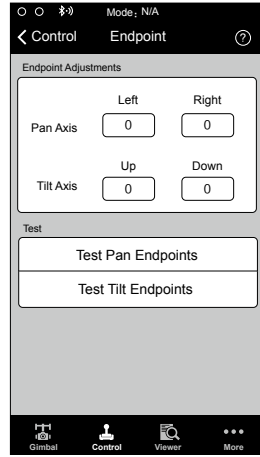 Mode: N/A
Control Endpoint ?
Endpoint Adjustments
Left Right
Pan Axis 0 0
Up Down
Tilt Axis 0 0
Test
Test Pan Endpoints
Test Tilt Endpoints
Gimbal Control Viewer More